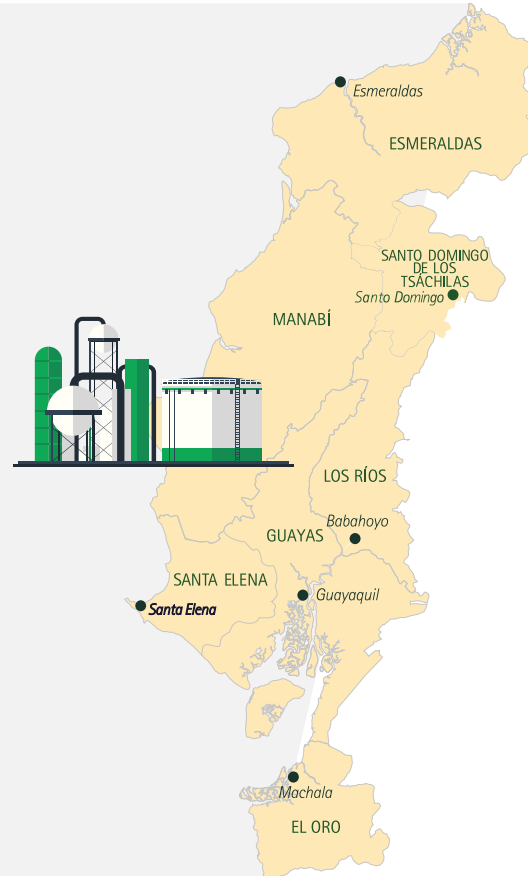 Esmeraldas
ESMERALDAS
SANTO DOMINGO
DE LOS
TSÁCHILAS
Santo Domingo
MANABÍ
LOS RÍOS
Babahoyo
GUAYAS
SANTA ELENA
Guayaquil
Santa Elena
Machala
EL ORO